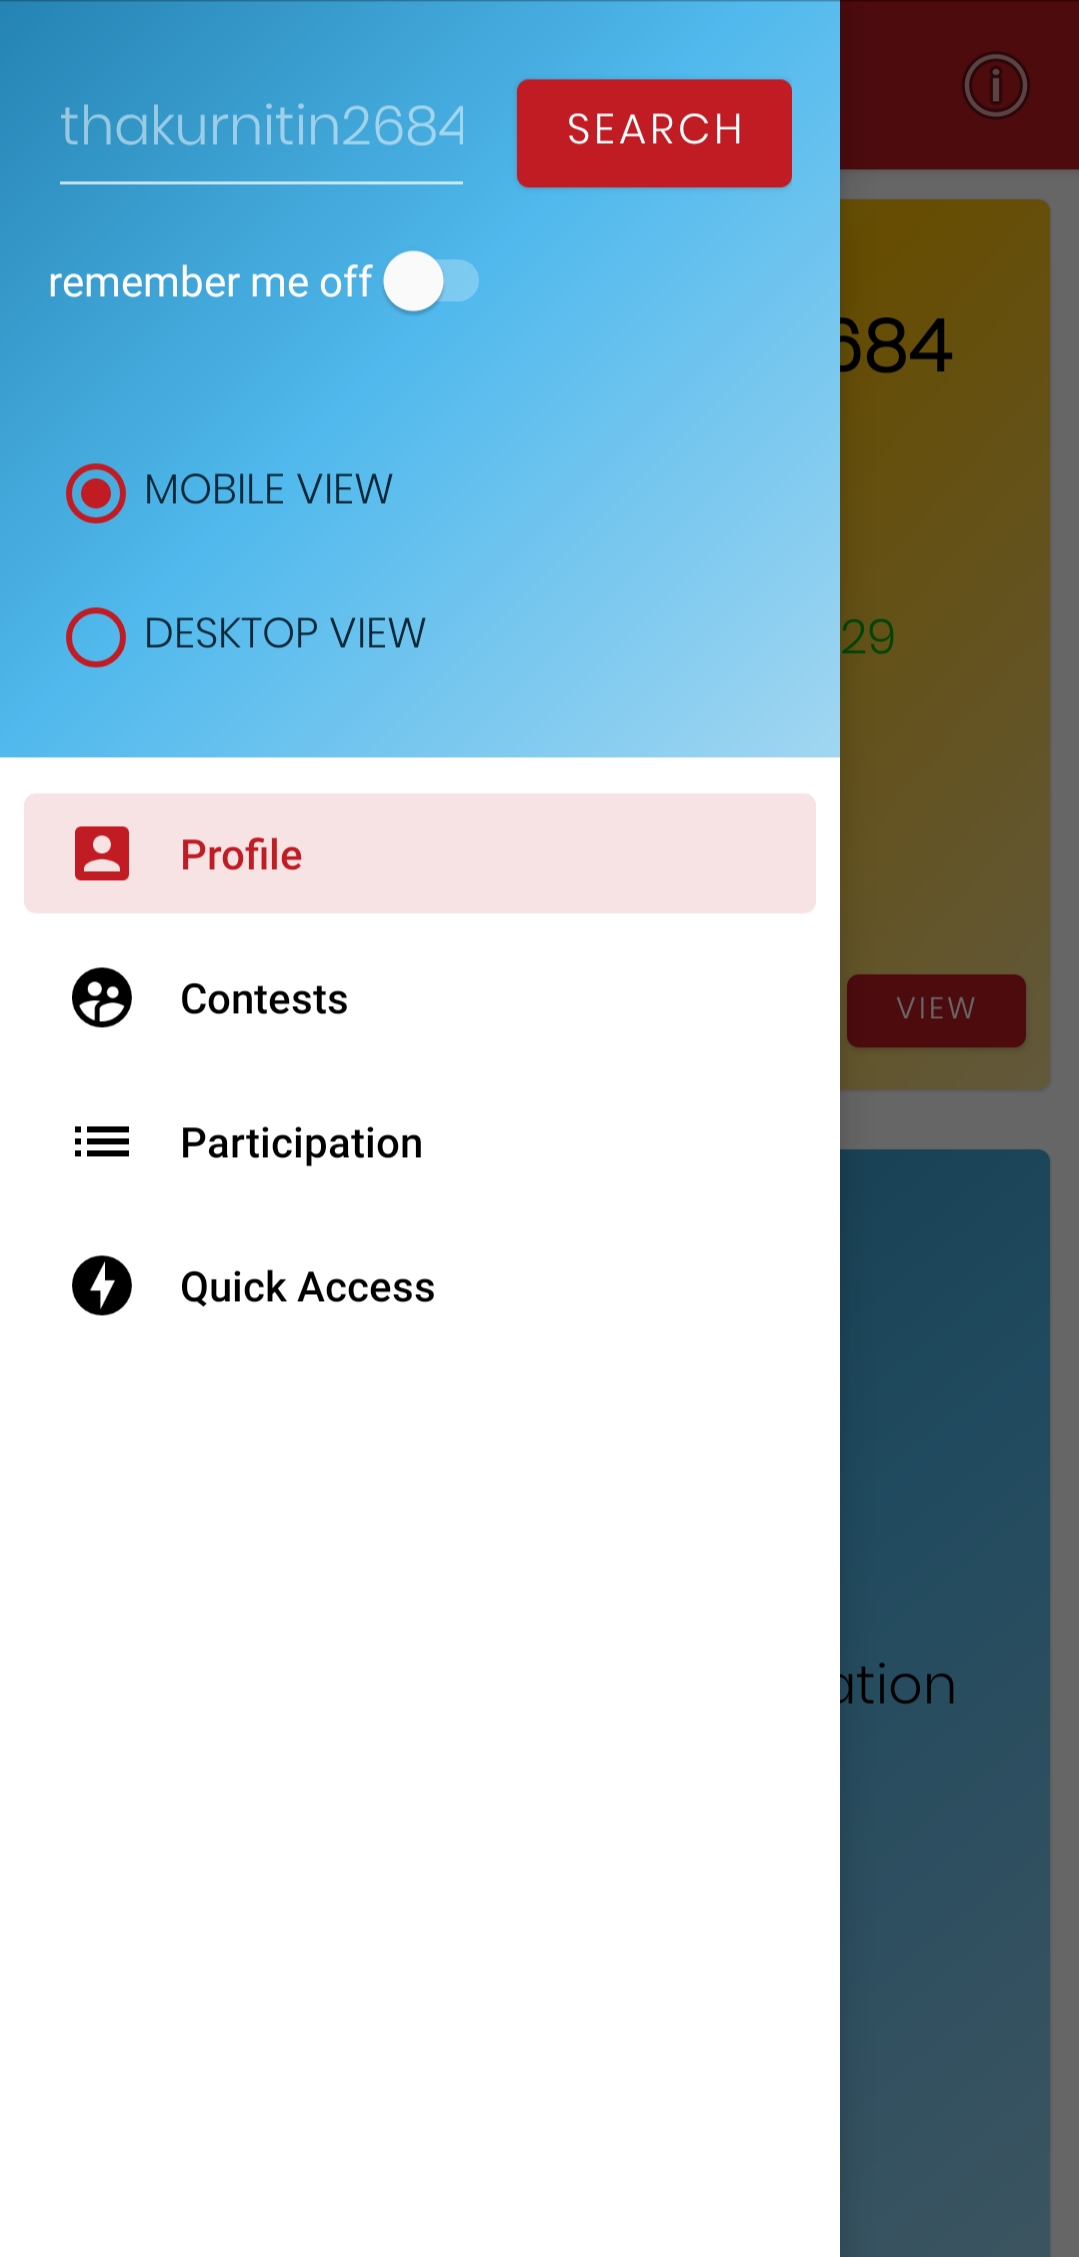 thakurnitin2684
SEARCH
remember me off
684
MOBILE VIEW
DESKTOP VIEW
29
Profile
Contests
VIEW
Participation
Quick Access
ation